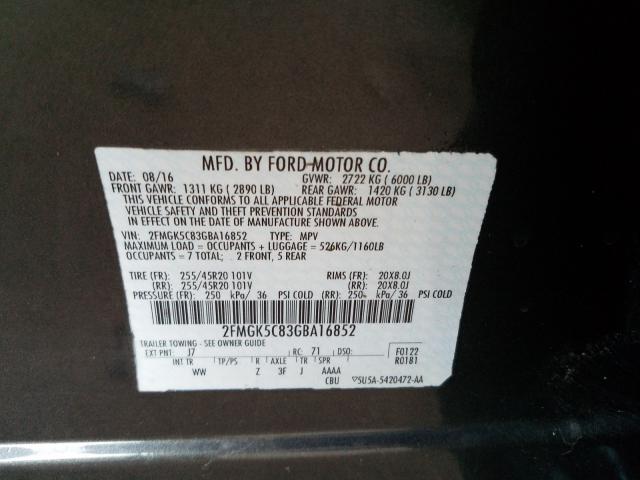 MFD. BY FORD MOTOR CO.
DATE: 08/16 GVWR: 2722 KG ( 6000 LB)
FRONT GAWR: 1311 KG ( 2890 LB) REAR GAWR: 1420 KG ( 3130 LB)
THIS VEHICLE CONFORMS TO ALL APPLICABLE FEDERAL MOTOR
VEHICLE SAFETY AND THEFT PREVENTION STANDARDS
IN EFFECT ON THE DATE OF MANUFACTURE SHOWN ABOVE.
VIN: 2FMGK5C83GBA16852 TYPE: MPV
MAXIMUM LOAD = OCCUPANTS + LUGGAGE = 526KG/1160LB
OCCUPANTS = 7 TOTAL; 2 FRONT, 5 REAR
TIRE (FR): 255/45R20 101V RIMS (FR): 20X8.0J
(RR): 255/45R20 101V (RR): 20X8.0J
PRESSURE (FR): 250 kPa/ 36 PSI COLD (RR): 250 kPa/ 36 PSI COLD
2FMGK5C83GBA16852
TRAILER TOWING - SEE OWNER GUIDE
EXT PNT: J7 RC: 71 DSO: F0122
INT TR TP/PS R AXLE TR SPR R0181
WW Z 3F J AAAA
CBU 5U5A-5420472-AA